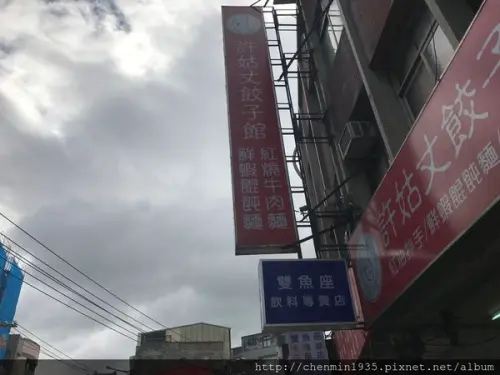 許姑丈餃子館
紅燒牛肉麵
鮮蝦餛飩麵
雙魚座
飲料專賣店
許姑丈餃子
鮮蝦餛飩麵
http://chenmin1935.pixnet.net/album